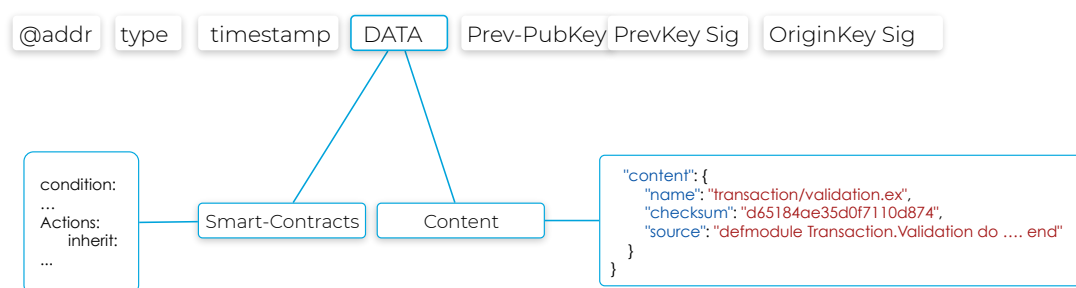 @addr type timestamp DATA Prev-PubKey PrevKey Sig OriginKey Sig
condition:
…
Actions:
inherit:
...
Smart-Contracts
Content
"content": {
"name": "transaction/validation.ex",
"checksum": "d65184ae35d0f7110d874",
"source": "defmodule Transaction.Validation do …. end"
}
}